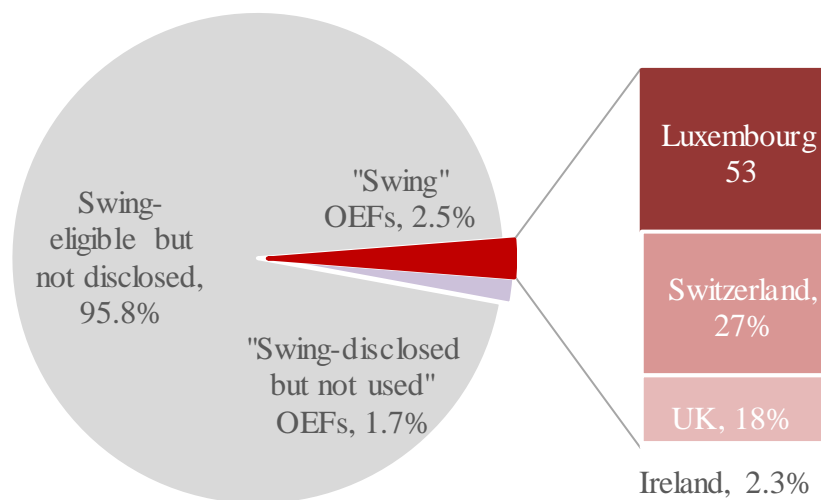 Swing-
eligible but
not disclosed,
95.8%
"Swing"
OEFs, 2.5%
"Swing-disclosed
but not used"
OEFs, 1.7%
Luxembourg
53
Switzerland,
27%
UK, 18%
Ireland, 2.3%